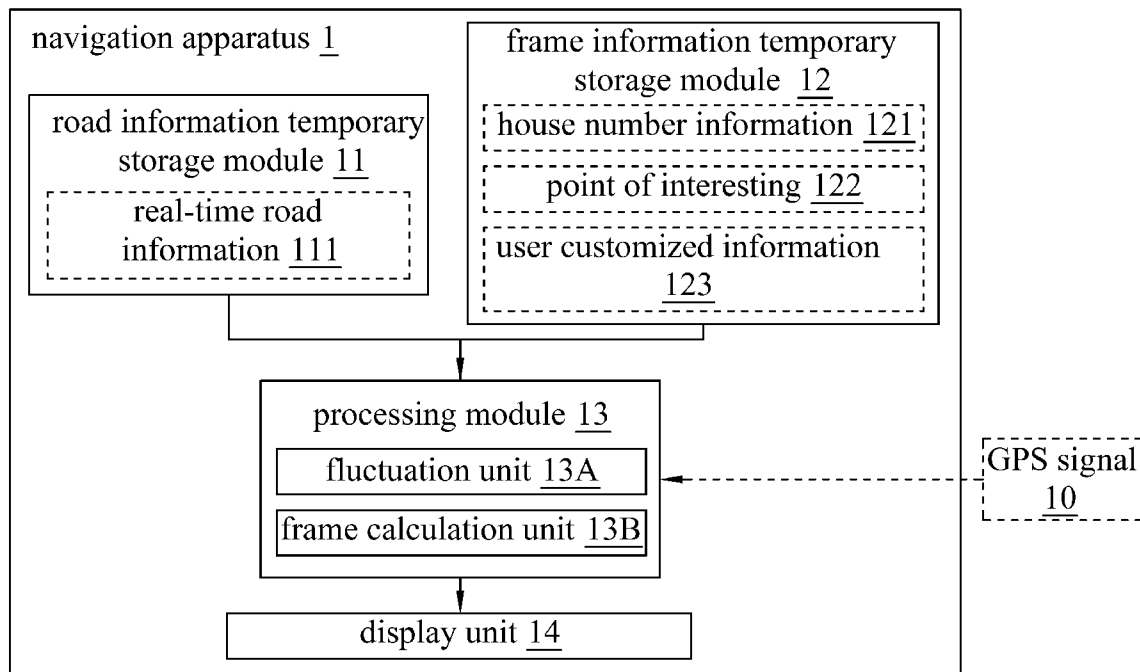 navigation apparatus 1
road information temporary
storage module 11
real-time road
information 111
frame information temporary
storage module 12
house number information 121
point of interesting 122
user customized information
123
processing module 13
fluctuation unit 13A
frame calculation unit 13B
GPS signal
10
display unit 14